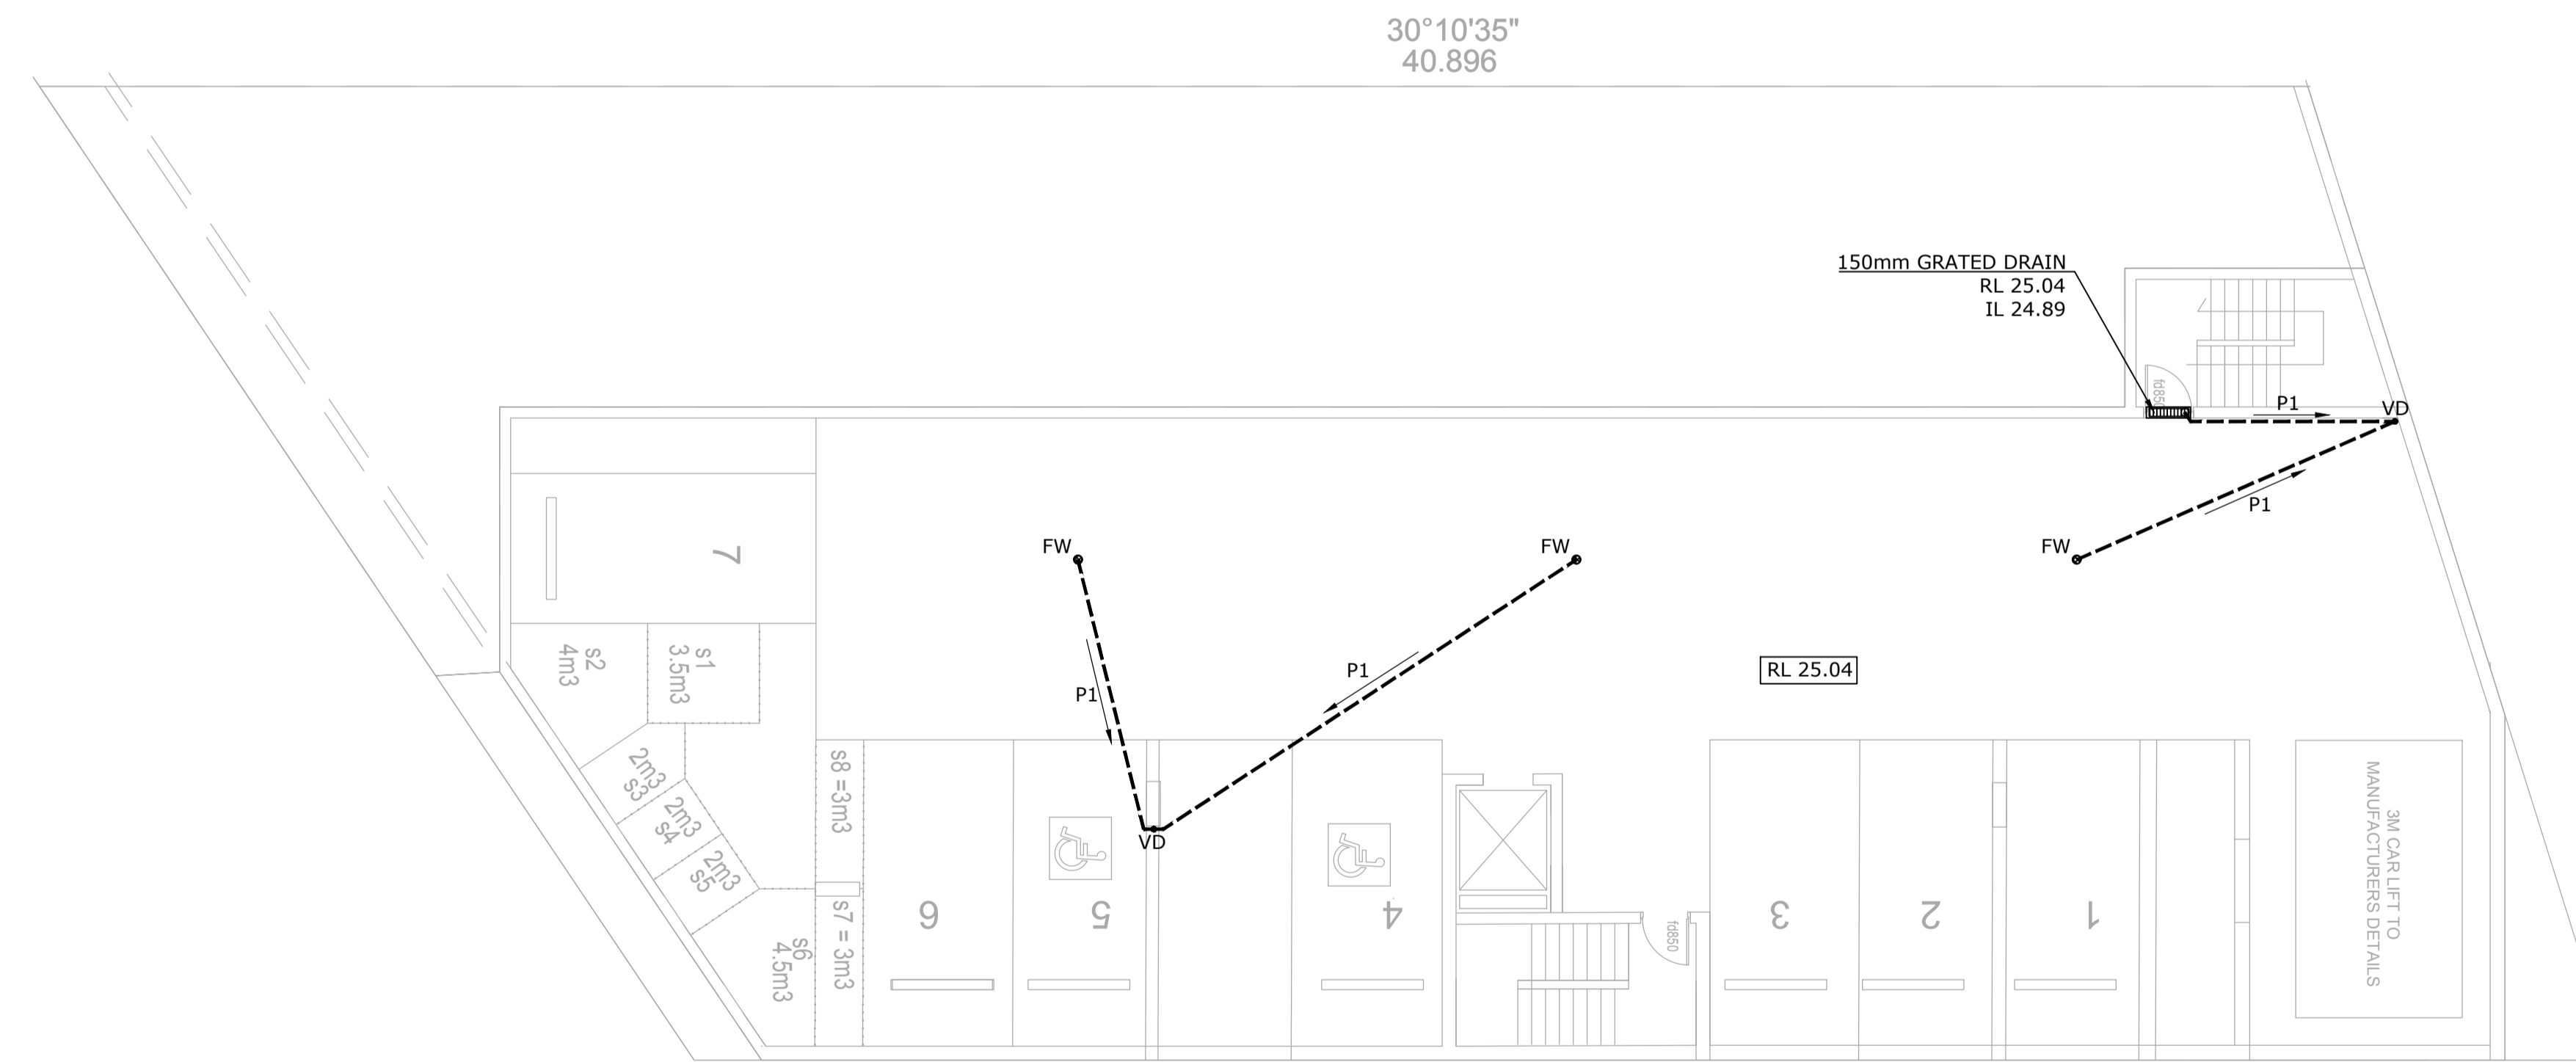 30°10'35"
40.896
150mm GRATED DRAIN
RL 25.04
IL 24.89
fd850
P1
VD
P1
FW
FW
FW
P1
P1
RL 25.04
VD
7
s2
4m3
s1
3.5m3
2m3
s3
2m3
s4
2m3
s5
s6
4.5m3
s8 =3m3
s7 = 3m3
6
5
4
fd850
3
2
1
3M CAR LIFT TO
MANUFACTURERS DETAILS